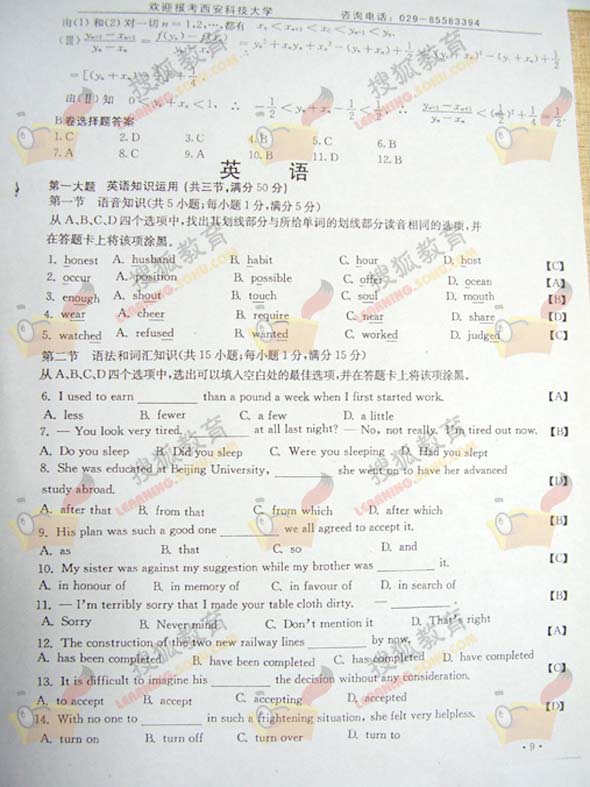 欢迎报考西安科技大学 咨询电话：029-85583394
由(1)和(2)对一切 n=1,2,…,都有 xₙ<xₙ₊₁<x₀<yₙ₊₁<yₙ.
由(Ⅱ)知 0<yₙ+xₙ<1.
B卷选择题答案
1. C 2. D 3. C 4. B 5. C 6. B
7. A 8. C 9. A 10. B 11. D 12. B
英 语
第一大题 英语知识运用(共三节,满分50分)
第一节 语音知识(共5小题;每小题1分,满分5分)
从A、B、C、D四个选项中,找出其划线部分与所给单词的划线部分读音相同的选项,并
在答题卡上将该项涂黑。
1. honest A. husband B. habit C. hour D. host 【C】
2. occur A. position B. possible C. offer D. ocean 【A】
3. enough A. shout B. touch C. soul D. mouth 【B】
4. wear A. cheer B. require C. near D. share 【D】
5. watched A. refused B. wanted C. worked D. judged 【C】
第二节 语法和词汇知识(共15小题;每小题1分,满分15分)
从A、B、C、D四个选项中,选出可以填入空白处的最佳选项,并在答题卡上将该项涂黑。
6. I used to earn ________ than a pound a week when I first started work. 【A】
A. less B. fewer C. a few D. a little
7. — You look very tired. ________ at all last night? — No, not really. I'm tired out now. 【B】
A. Do you sleep B. Did you sleep C. Were you sleeping D. Had you slept
8. She was educated at Beijing University, ________ she went on to have her advanced
study abroad. 【D】
A. after that B. from that C. from which D. after which
9. His plan was such a good one ________ we all agreed to accept it. 【B】
A. as B. that C. so D. and
10. My sister was against my suggestion while my brother was ________ it. 【C】
A. in honour of B. in memory of C. in favour of D. in search of
11. — I'm terribly sorry that I made your table cloth dirty. — ________ 【B】
A. Sorry B. Never mind C. Don't mention it D. That's right
12. The construction of the two new railway lines ________ by now. 【A】
A. has been completed B. have been completed C. has completed D. have completed
13. It is difficult to imagine his ________ the decision without any consideration. 【C】
A. to accept B. accept C. accepting D. accepted
14. With no one to ________ in such a frightening situation, she felt very helpless. 【D】
A. turn on B. turn off C. turn over D. turn to
· 9 ·
搜狐教育
LEARNING.SOHU.COM